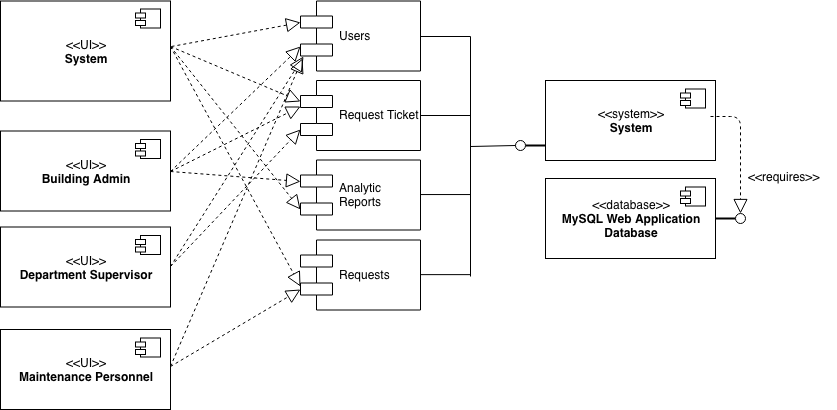 <<UI>>
System
<<UI>>
Building Admin
<<UI>>
Department Supervisor
<<UI>>
Maintenance Personnel
Users
Request Ticket
Analytic
Reports
Requests
<<system>>
System
<<database>>
MySQL Web Application
Database
<<requires>>